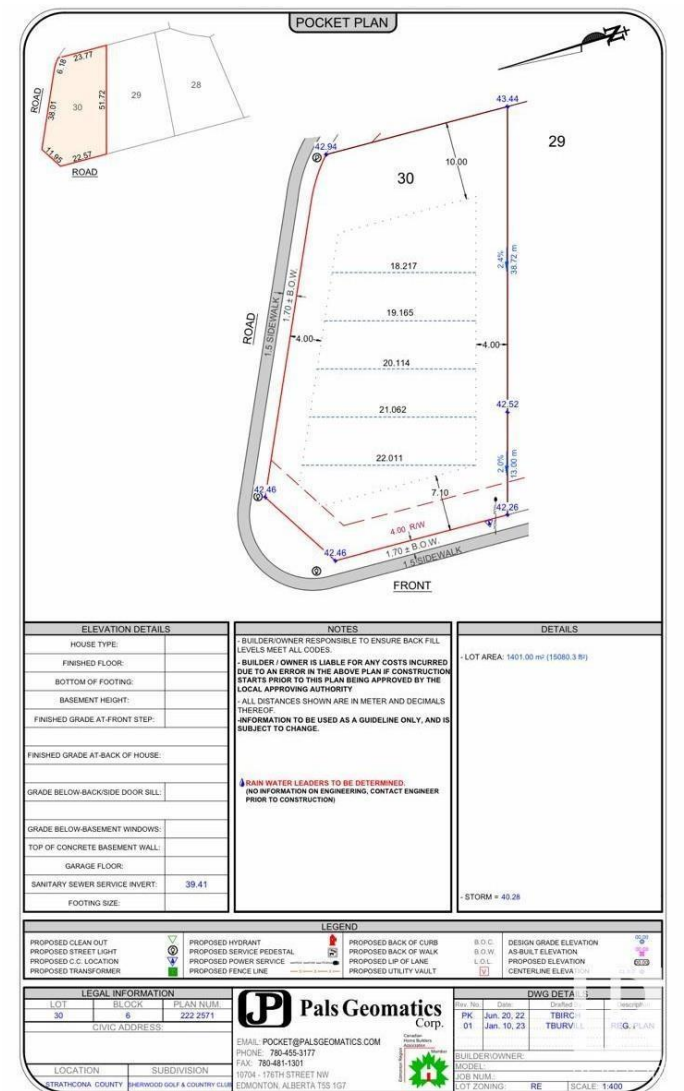 POCKET PLAN
23.77
6.18
ROAD
38.01
30
51.72
29
28
11.95
22.57
ROAD
43.44
42.94
29
30
10.00
18.217
2.4%
38.72 m
19.165
1.70 ± B.O.W.
1.5 SIDEWALK
ROAD
4.00
4.00
20.114
21.062
42.52
22.011
2.0%
13.00 m
42.46
7.10
42.26
4.00 R/W
42.46
1.70 ± B.O.W.
1.5 SIDEWALK
FRONT
ELEVATION DETAILS
HOUSE TYPE:
FINISHED FLOOR:
BOTTOM OF FOOTING:
BASEMENT HEIGHT:
FINISHED GRADE AT-FRONT STEP:
FINISHED GRADE AT-BACK OF HOUSE:
GRADE BELOW-BACK/SIDE DOOR SILL:
GRADE BELOW-BASEMENT WINDOWS:
TOP OF CONCRETE BASEMENT WALL:
GARAGE FLOOR:
SANITARY SEWER SERVICE INVERT: 39.41
FOOTING SIZE:
NOTES
- BUILDER/OWNER RESPONSIBLE TO ENSURE BACK FILL
LEVELS MEET ALL CODES.
- BUILDER / OWNER IS LIABLE FOR ANY COSTS INCURRED
DUE TO AN ERROR IN THE ABOVE PLAN IF CONSTRUCTION
STARTS PRIOR TO THIS PLAN BEING APPROVED BY THE
LOCAL APPROVING AUTHORITY
- ALL DISTANCES SHOWN ARE IN METER AND DECIMALS
THEREOF.
-INFORMATION TO BE USED AS A GUIDELINE ONLY, AND IS
SUBJECT TO CHANGE.
RAIN WATER LEADERS TO BE DETERMINED.
(NO INFORMATION ON ENGINEERING, CONTACT ENGINEER
PRIOR TO CONSTRUCTION)
DETAILS
- LOT AREA: 1401.00 m² (15080.3 ft²)
- STORM = 40.28
LEGEND
PROPOSED CLEAN OUT
PROPOSED STREET LIGHT
PROPOSED C.C. LOCATION
PROPOSED TRANSFORMER
PROPOSED HYDRANT
PROPOSED SERVICE PEDESTAL
PROPOSED POWER SERVICE
PROPOSED FENCE LINE
PROPOSED BACK OF CURB B.O.C.
PROPOSED BACK OF WALK B.O.W.
PROPOSED LIP OF LANE L.O.L.
PROPOSED UTILITY VAULT V
DESIGN GRADE ELEVATION
AS-BUILT ELEVATION
PROPOSED ELEVATION
CENTERLINE ELEVATION
LEGAL INFORMATION
LOT BLOCK PLAN NUM.
30 6 222 2571
CIVIC ADDRESS:
LOCATION SUBDIVISION
STRATHCONA COUNTY SHERWOOD GOLF & COUNTRY CLUB
Pals Geomatics
Corp.
EMAIL: POCKET@PALSGEOMATICS.COM
PHONE: 780-455-3177
FAX: 780-481-1301
10704 - 176TH STREET NW
EDMONTON, ALBERTA T5S 1G7
DWG DETAILS
Rev. No. Date: Drafted Description
PK Jun. 20, 22 TBIRCH
01 Jan. 10, 23 TBURVILL REG. PLAN
BUILDER/OWNER:
MODEL:
JOB NUM.:
LOT ZONING: RE SCALE 1:400